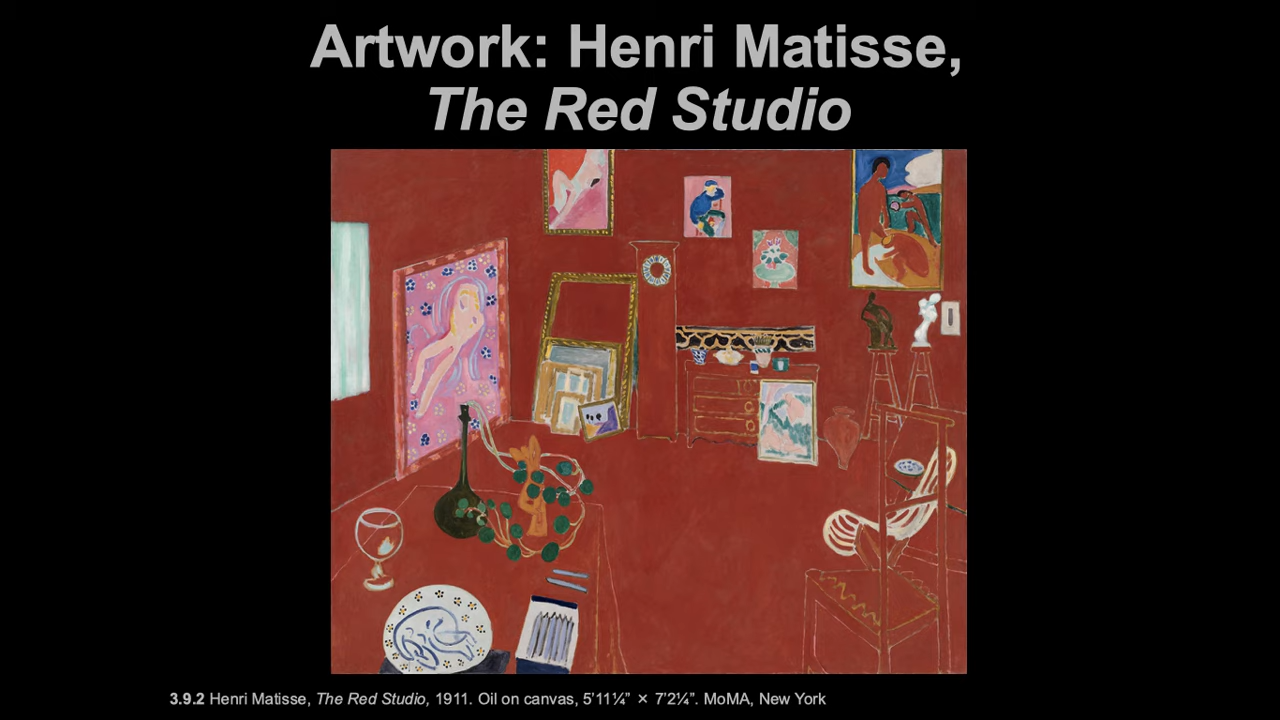 Artwork: Henri Matisse,
The Red Studio
3.9.2 Henri Matisse, The Red Studio, 1911. Oil on canvas, 5’11¼” × 7’2¼”. MoMA, New York